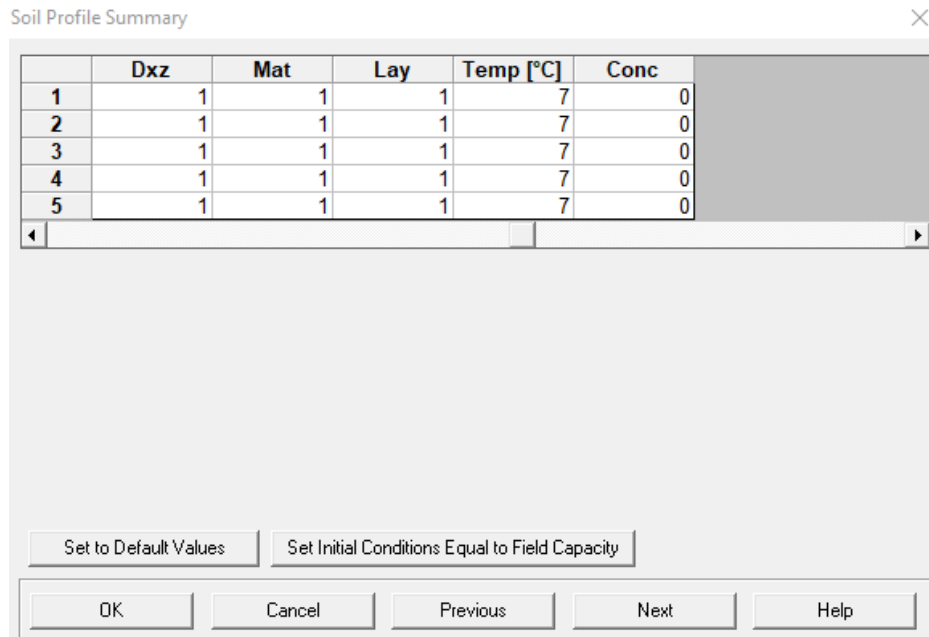 Soil Profile Summary
Dxz Mat Lay Temp [°C] Conc
1 1 1 1 7 0
2 1 1 1 7 0
3 1 1 1 7 0
4 1 1 1 7 0
5 1 1 1 7 0
Set to Default Values Set Initial Conditions Equal to Field Capacity
OK Cancel Previous Next Help